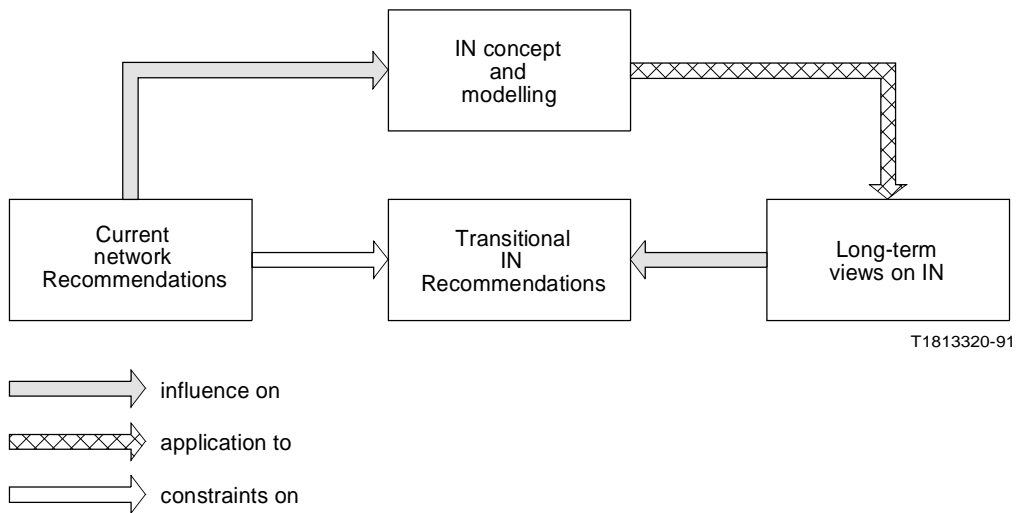 IN concept
and
modelling
Current
network
Recommendations
Transitional
IN
Recommendations
Long-term
views on IN
T1813320-91
influence on
application to
constraints on